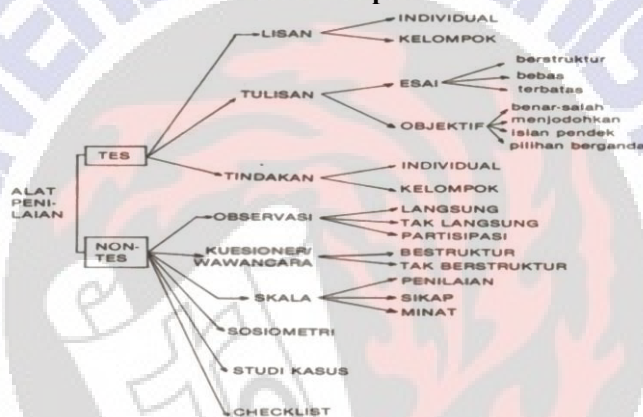 INDIVIDUAL
LISAN
KELOMPOK
berstruktur
ESAI
bebas
terbatas
TULISAN
benar-salah
OBJEKTIF
menjodohkan
isian pendek
pilihan berganda
TES
INDIVIDUAL
TINDAKAN
KELOMPOK
ALAT
PENI-
LAIAN
LANGSUNG
OBSERVASI
TAK LANGSUNG
PARTISIPASI
NON-
TES
KUESIONER/
WAWANCARA
BESTRUKTUR
TAK BERSTRUKTUR
PENILAIAN
SKALA
SIKAP
MINAT
SOSIOMETRI
STUDI KASUS
CHECKLIST